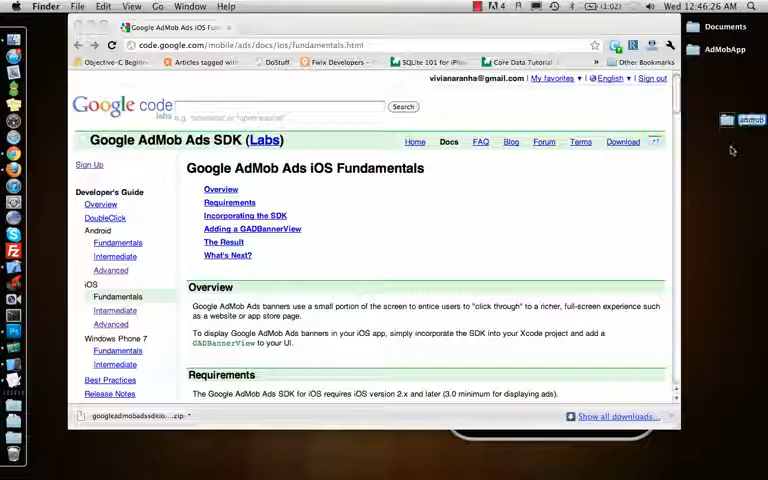 Finder File Edit View Go Window Help
4
(1:02)
Wed 12:46:26 AM
Documents
AdMobApp
admob
Google AdMob Ads iOS Fun
code.google.com/mobile/ads/docs/ios/fundamentals.html
Objective-C Beginn
Articles tagged with
DoStuff
Fwix Developers -
SQLite 101 for iPho
Core Data Tutorial
»
Other Bookmarks
vivianaranha@gmail.com | My favorites ▼ | English ▼ | Sign out
Google code
labs
Search
Google AdMob Ads SDK (Labs)
Home Docs FAQ Blog Forum Terms Download
Sign Up
Developer's Guide
Overview
DoubleClick
Android
Fundamentals
Intermediate
Advanced
iOS
Fundamentals
Intermediate
Advanced
Windows Phone 7
Fundamentals
Intermediate
Best Practices
Release Notes
Google AdMob Ads iOS Fundamentals
Overview
Requirements
Incorporating the SDK
Adding a GADBannerView
The Result
What's Next?
Overview
Google AdMob Ads banners use a small portion of the screen to entice users to "click through" to a richer, full-screen experience such
as a website or app store page.
To display Google AdMob Ads banners in your iOS app, simply incorporate the SDK into your Xcode project and add a
GADBannerView to your UI.
Requirements
The Google AdMob Ads SDK for iOS requires iOS version 2.x and later (3.0 minimum for displaying ads).
googleadmobadssdkio....zip
Show all downloads...